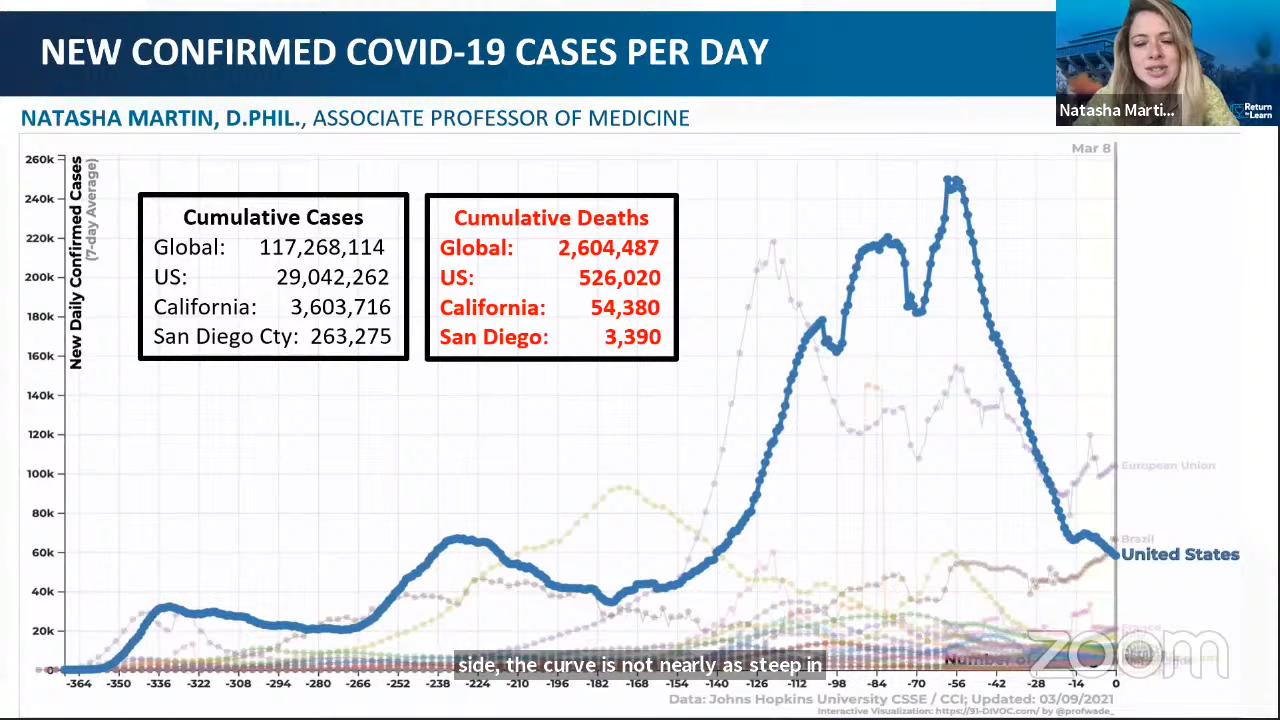 NEW CONFIRMED COVID-19 CASES PER DAY
Natasha Marti...
Return to Learn
NATASHA MARTIN, D.PHIL., ASSOCIATE PROFESSOR OF MEDICINE
Mar 8
New Daily Confirmed Cases
(7-day Average)
260k
240k
220k
200k
180k
160k
140k
120k
100k
80k
60k
40k
20k
0
Cumulative Cases
Global: 117,268,114
US: 29,042,262
California: 3,603,716
San Diego Cty: 263,275
Cumulative Deaths
Global: 2,604,487
US: 526,020
California: 54,380
San Diego: 3,390
European Union
Brazil
United States
France
zoom
Number of
side, the curve is not nearly as steep in
-364 -350 -336 -322 -308 -294 -280 -266 -252 -238 -224 -210 -196 -182 -168 -154 -140 -126 -112 -98 -84 -70 -56 -42 -28 -14 0
Data: Johns Hopkins University CSSE / CCI; Updated: 03/09/2021
Interactive Visualization: https://91-DIVOC.com/ by @profwade_